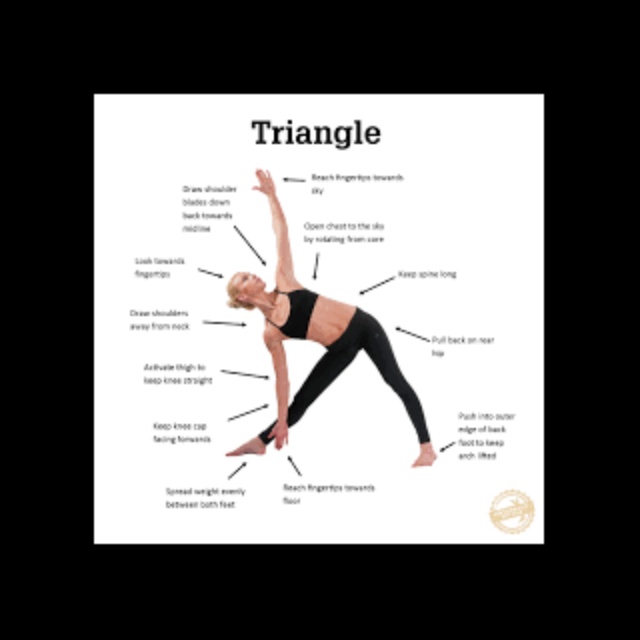 Triangle
Reach fingertips towards
sky
Draw shoulder
blades down
back towards
midline
Open chest to the sky
by rotating from core
Look towards
fingertips
Keep spine long
Draw shoulders
away from neck
Pull back on rear
hip
Activate thigh to
keep knee straight
Keep knee cap
facing forwards
Push into outer
edge of back
foot to keep
arch lifted
Spread weight evenly
between both feet
Reach fingertips towards
floor